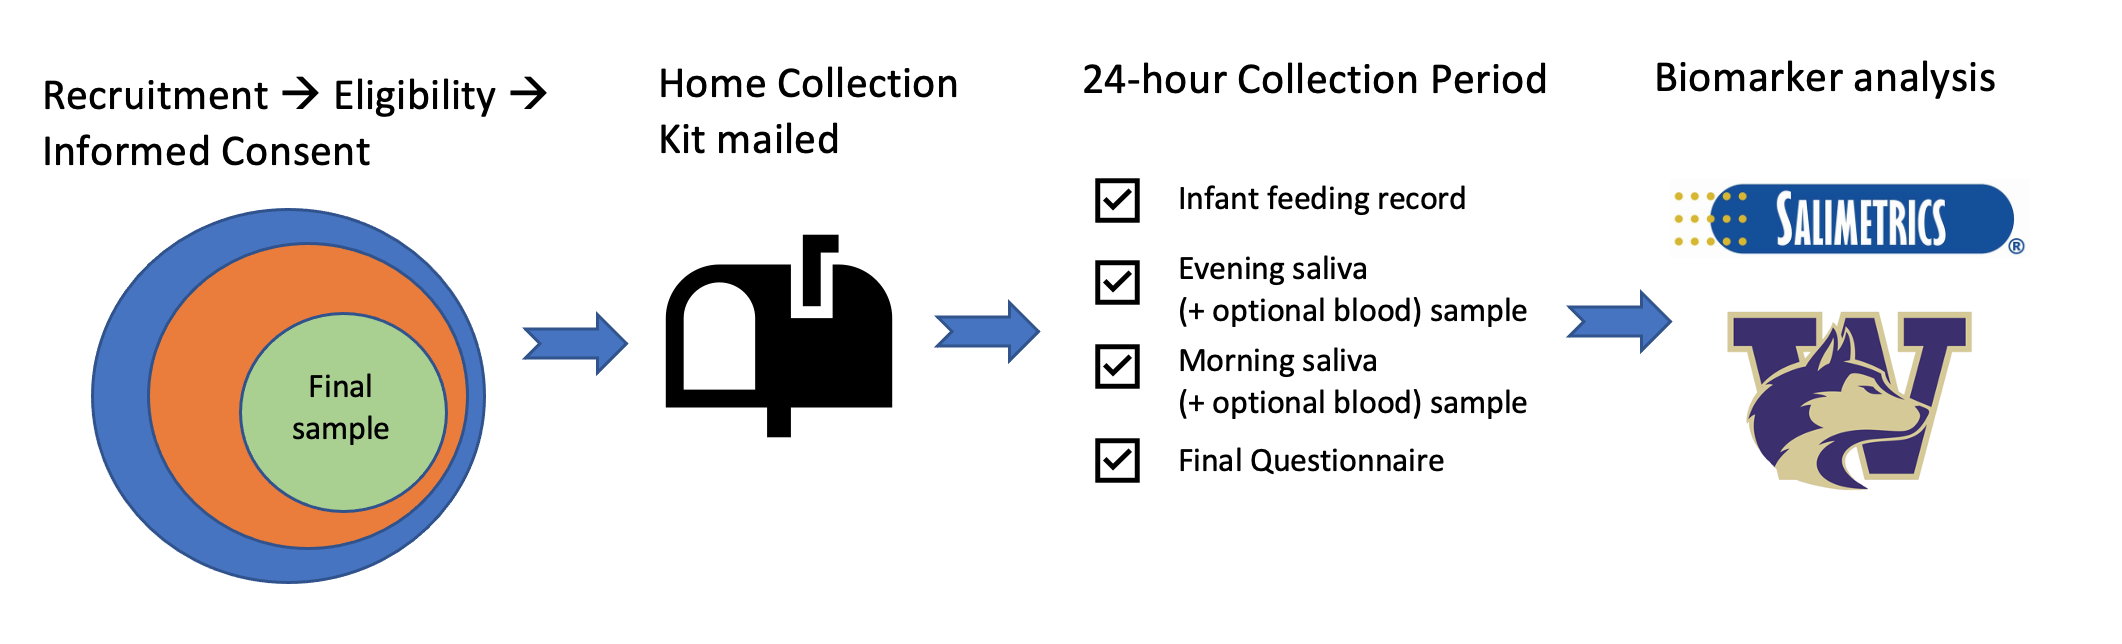 Recruitment → Eligibility →
Informed Consent
Final
sample
Home Collection
Kit mailed
24-hour Collection Period
Infant feeding record
Evening saliva
(+ optional blood) sample
Morning saliva
(+ optional blood) sample
Final Questionnaire
Biomarker analysis
SALIMETRICS®
W